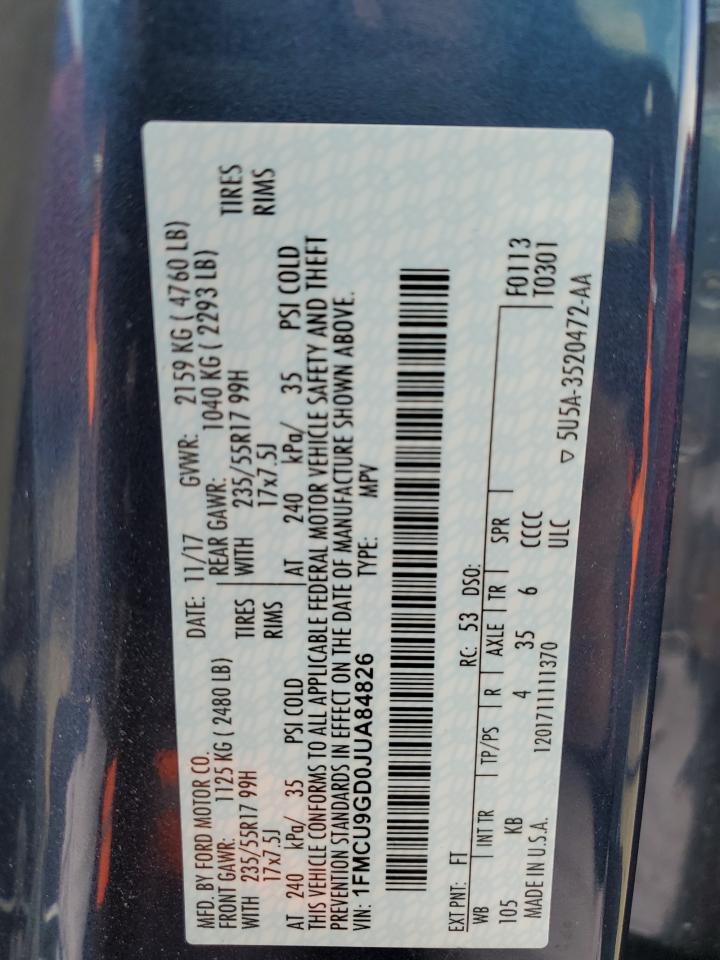 MFD. BY FORD MOTOR CO.
DATE: 11/17 GVWR: 2159 KG ( 4760 LB)
FRONT GAWR: 1125 KG ( 2480 LB)
REAR GAWR: 1040 KG ( 2293 LB)
WITH 235/55R17 99H TIRES
WITH 235/55R17 99H TIRES
17x7.5J RIMS
17x7.5J RIMS
AT 240 kPa/ 35 PSI COLD
AT 240 kPa/ 35 PSI COLD
THIS VEHICLE CONFORMS TO ALL APPLICABLE FEDERAL MOTOR VEHICLE SAFETY AND THEFT
PREVENTION STANDARDS IN EFFECT ON THE DATE OF MANUFACTURE SHOWN ABOVE.
VIN: 1FMCU9GD0JUA84826 TYPE: MPV
EXT PNT: FT RC: 53 DSO:
WB INT TR TP/PS R AXLE TR SPR F0113
105 KB 4 35 6 CCCC T0301
MADE IN U.S.A. 1201711111370 ULC
▽ 5U5A-3520472-AA